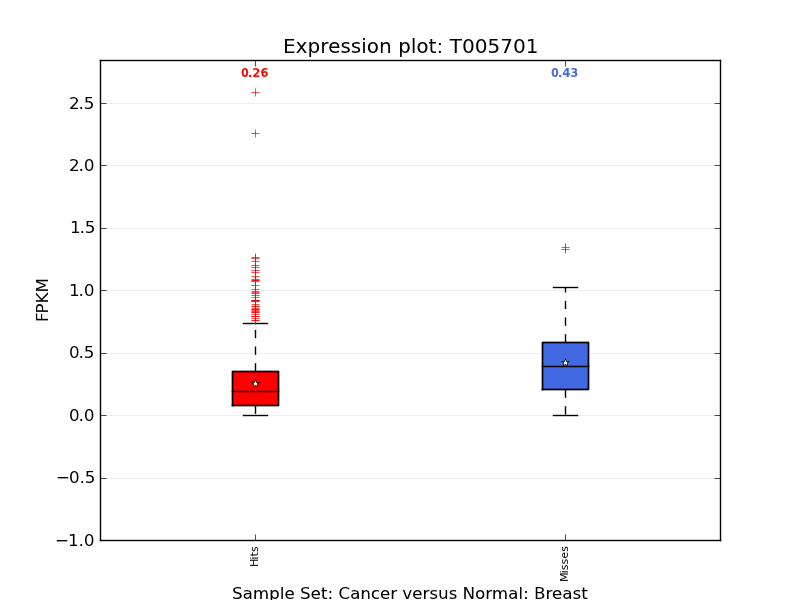 Expression plot: T005701
0.26
0.43
2.5
2.0
1.5
1.0
0.5
0.0
−0.5
−1.0
FPKM
Hits
Misses
Sample Set: Cancer versus Normal: Breast